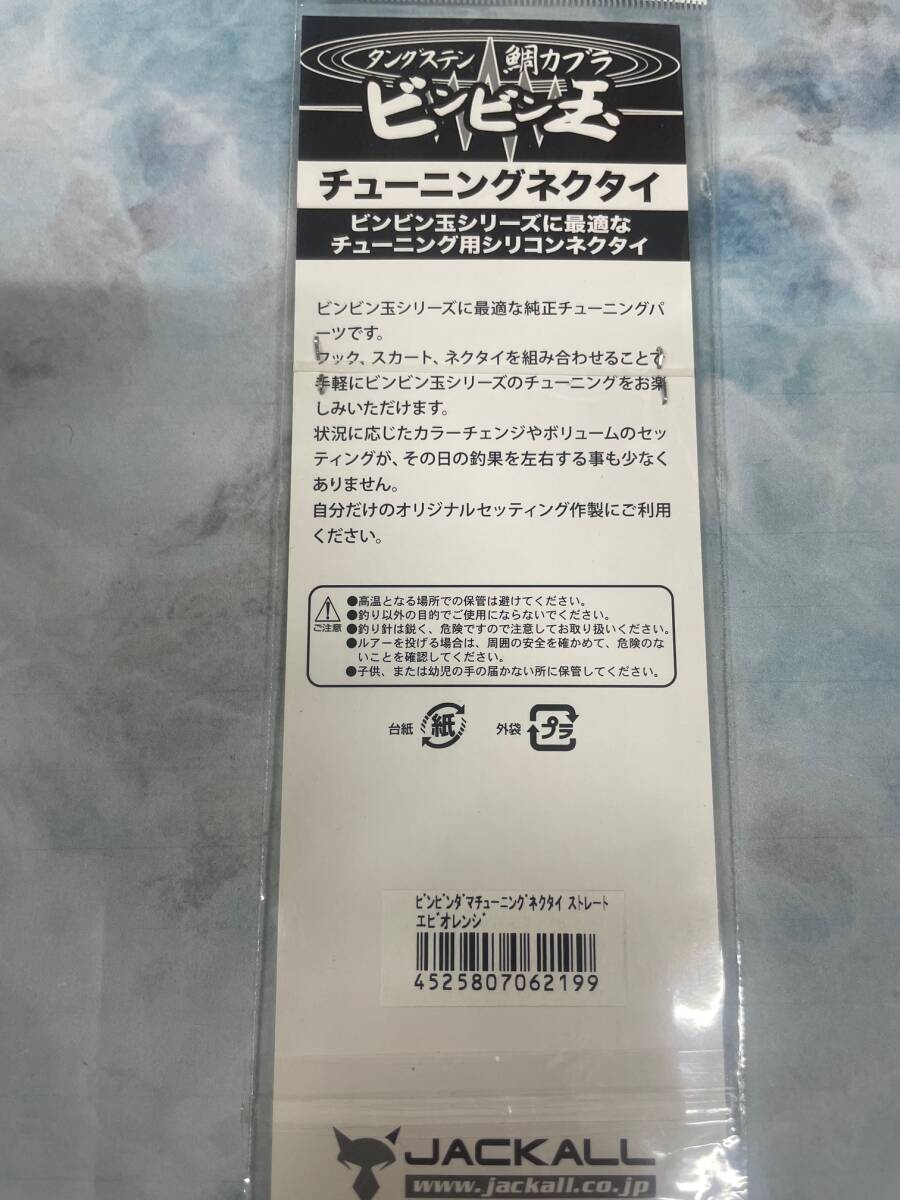 タングステン 鯛カブラ
ビンビン玉
チューニングネクタイ
ビンビン玉シリーズに最適な
チューニング用シリコンネクタイ
ビンビン玉シリーズに最適な純正チューニングパ
ーツです。
フック、スカート、ネクタイを組み合わせることで
手軽にビンビン玉シリーズのチューニングをお楽
しみいただけます。
状況に応じたカラーチェンジやボリュームのセッ
ティングが、その日の釣果を左右する事も少なく
ありません。
自分だけのオリジナルセッティング作製にご利用
ください。
ご注意
●高温となる場所での保管は避けてください。
●釣り以外の目的でご使用にならないでください。
●釣り針は鋭く、危険ですので注意してお取り扱いください。
●ルアーを投げる場合は、周囲の安全を確かめて、危険のな
いことを確認してください。
●子供、または幼児の手の届かない所に保管してください。
台紙 紙 外袋 プラ
ﾋﾞﾝﾋﾞﾝﾀﾞﾏチューニングﾞネクタイ ストレート
エビﾞオレンジﾞ
4525807062199
JACKALL
www.jackall.co.jp